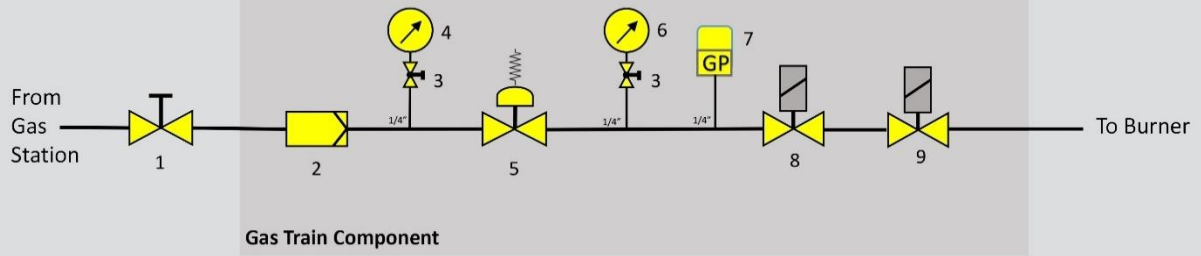 From
Gas
Station
1
2
1/4"
3
4
5
1/4"
3
6
1/4"
GP
7
8
9
To Burner
Gas Train Component